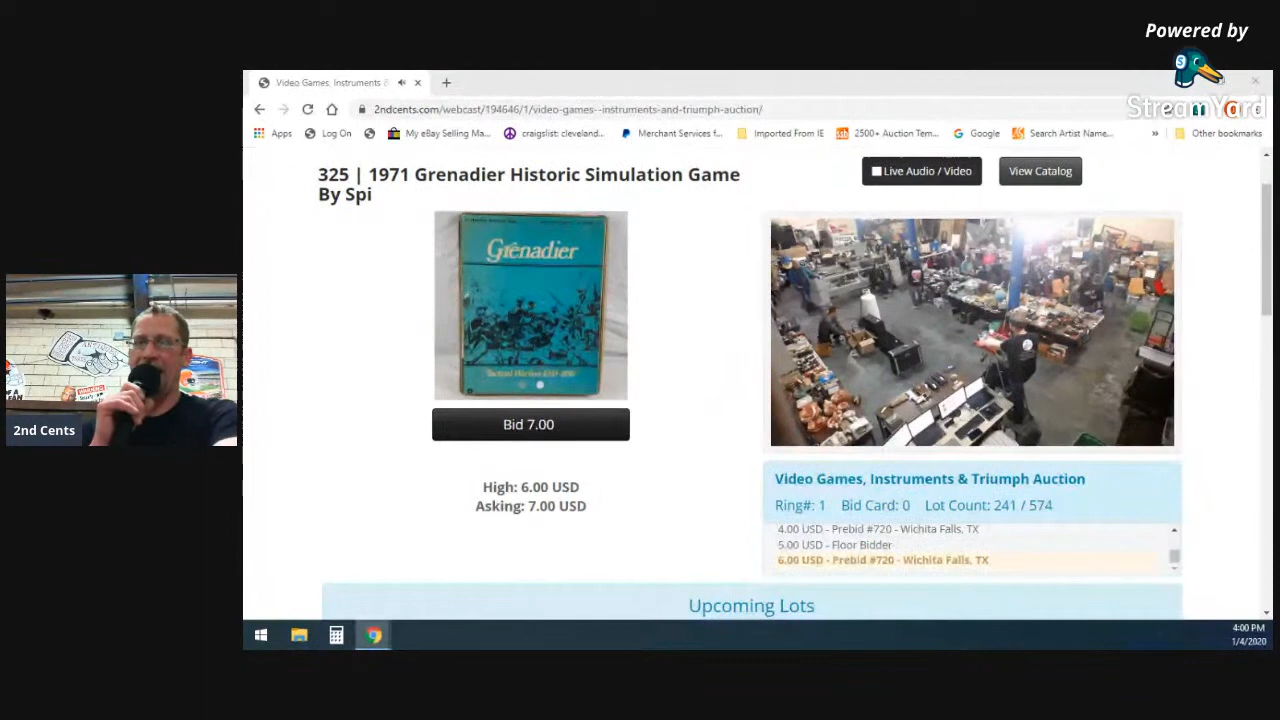 Powered by
StreamYard
Video Games, Instruments &
2ndcents.com/webcast/194646/1/video-games--instruments-and-triumph-auction/
Apps Log On My eBay Selling Ma... craigslist: cleveland... Merchant Services f... Imported From IE 2500+ Auction Tem... Google Search Artist Name... » Other bookmarks
325 | 1971 Grenadier Historic Simulation Game
By Spi
Live Audio / Video
View Catalog
Grenadier
Bid 7.00
High: 6.00 USD
Asking: 7.00 USD
2nd Cents
Video Games, Instruments & Triumph Auction
Ring#: 1 Bid Card: 0 Lot Count: 241 / 574
4.00 USD - Prebid #720 - Wichita Falls, TX
5.00 USD - Floor Bidder
6.00 USD - Prebid #720 - Wichita Falls, TX
Upcoming Lots
4:00 PM
1/4/2020